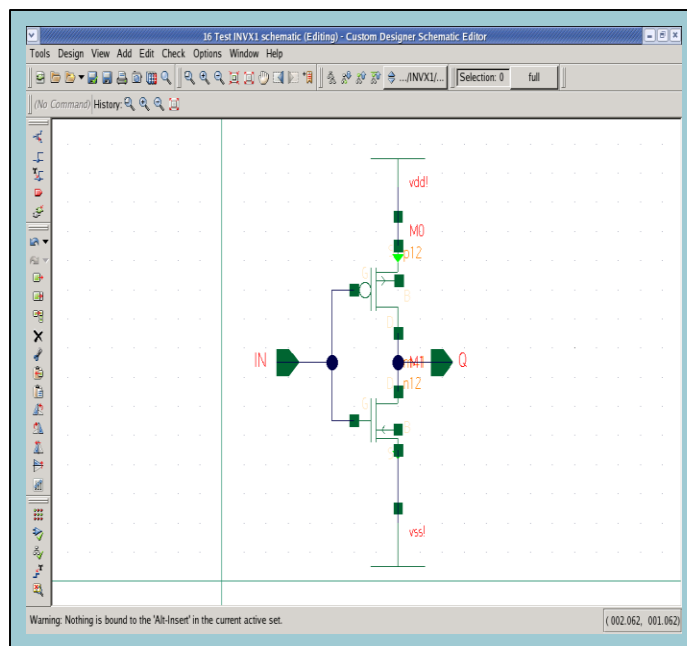 16 Test INVX1 schematic (Editing) - Custom Designer Schematic Editor
Tools Design View Add Edit Check Options Window Help
.../INVX1/... Selection: 0 full
(No Command) History:
vdd!
M0
p12
IN
M1
Q
n12
vss!
Warning: Nothing is bound to the 'Alt-Insert' in the current active set.
( 002.062, 001.062)